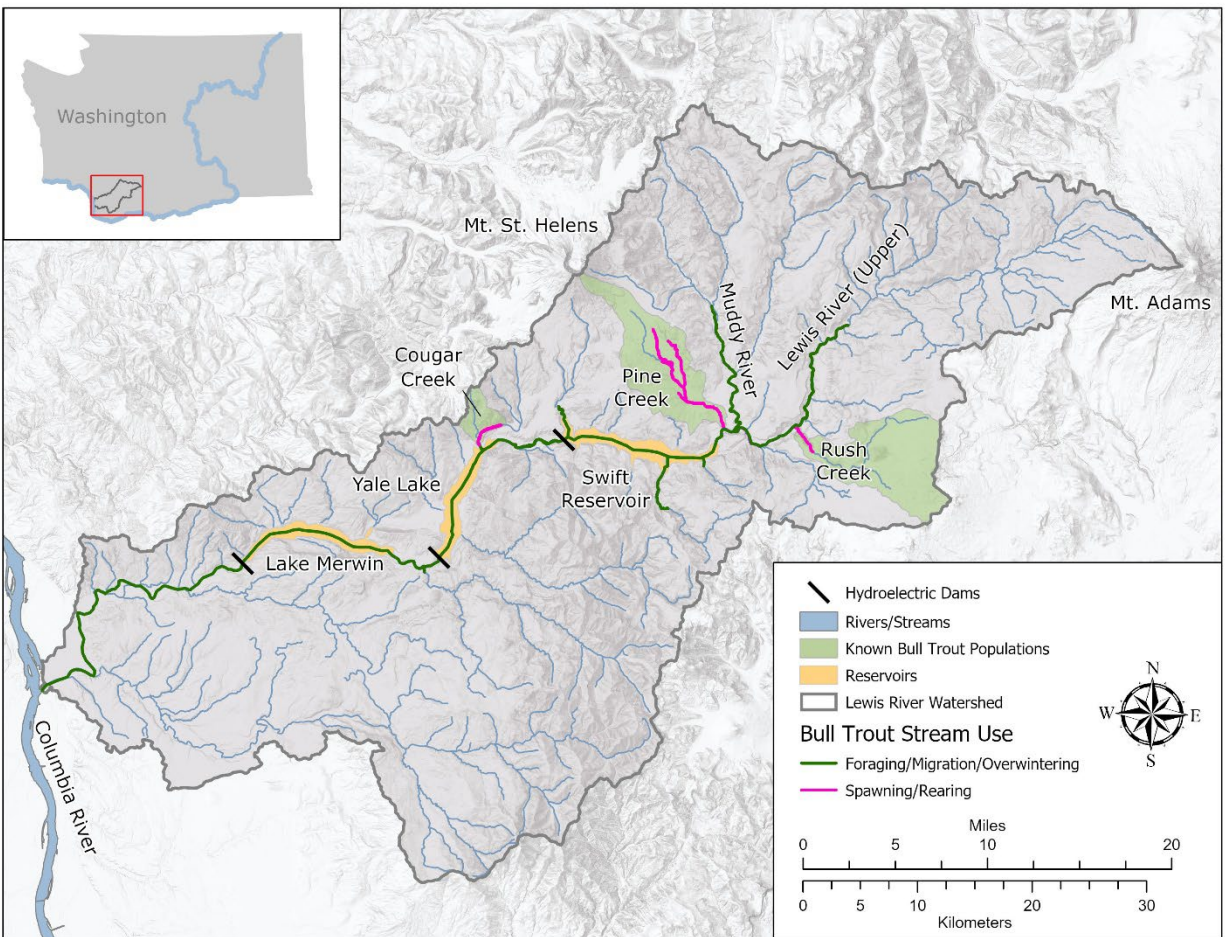 Washington
Mt. St. Helens
Mt. Adams
Muddy River
Lewis River (Upper)
Cougar
Creek
Pine
Creek
Rush
Creek
Yale Lake
Swift
Reservoir
Lake Merwin
Columbia River
Hydroelectric Dams
Rivers/Streams
Known Bull Trout Populations
Reservoirs
Lewis River Watershed
Bull Trout Stream Use
Foraging/Migration/Overwintering
Spawning/Rearing
N
W
E
S
Miles
0 5 10 20
0 5 10 20 30
Kilometers